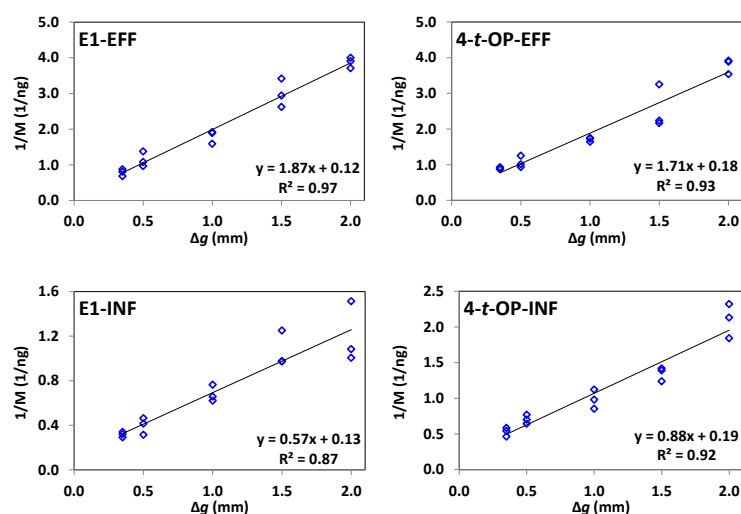 E1-EFF
5.0
4.0
3.0
2.0
1.0
0.0
1/M (1/ng)
y = 1.87x + 0.12
R² = 0.97
0.0 0.5 1.0 1.5 2.0
Δg (mm)
4-t-OP-EFF
5.0
4.0
3.0
2.0
1.0
0.0
1/M (1/ng)
y = 1.71x + 0.18
R² = 0.93
0.0 0.5 1.0 1.5 2.0
Δg (mm)
E1-INF
1.6
1.2
0.8
0.4
0.0
1/M (1/ng)
y = 0.57x + 0.13
R² = 0.87
0.0 0.5 1.0 1.5 2.0
Δg (mm)
4-t-OP-INF
2.5
2.0
1.5
1.0
0.5
0.0
1/M (1/ng)
y = 0.88x + 0.19
R² = 0.92
0.0 0.5 1.0 1.5 2.0
Δg (mm)